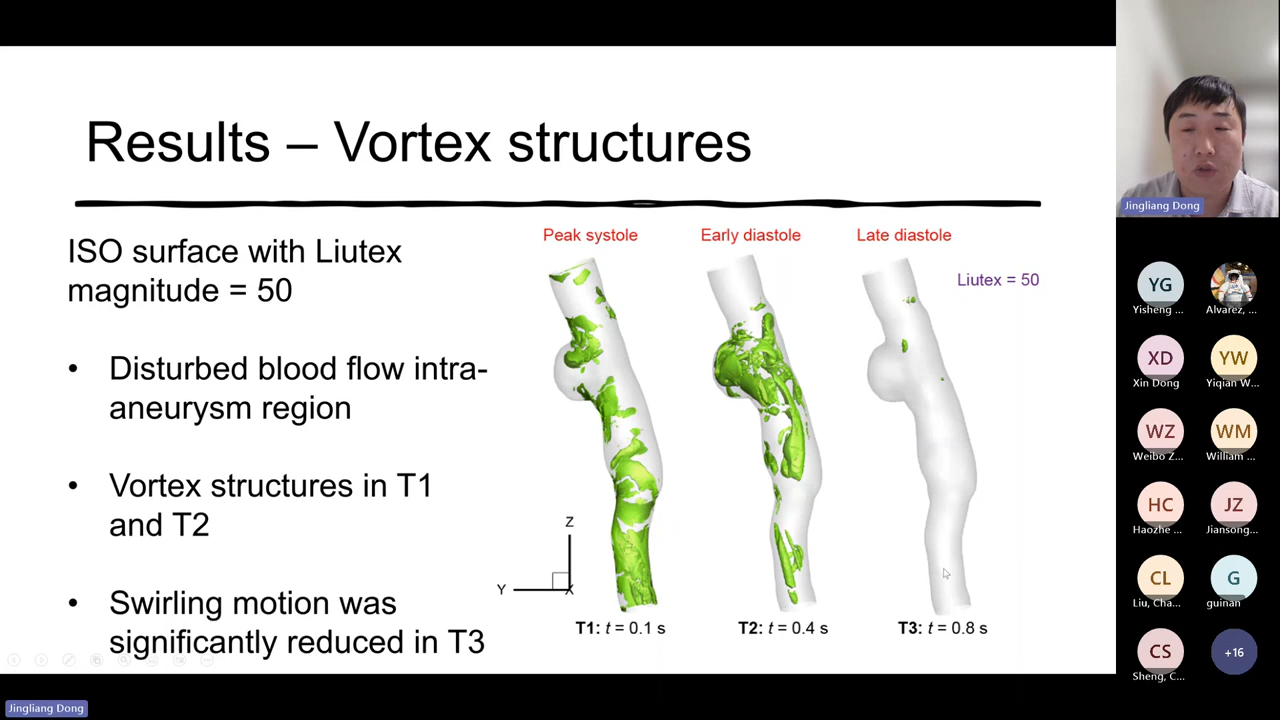 Results – Vortex structures
ISO surface with Liutex
magnitude = 50
• Disturbed blood flow intra-
aneurysm region
• Vortex structures in T1
and T2
• Swirling motion was
significantly reduced in T3
Peak systole
Early diastole
Late diastole
Liutex = 50
Z
Y
X
T1: t = 0.1 s
T2: t = 0.4 s
T3: t = 0.8 s
Jingliang Dong
YG
Yisheng ...
Alvarez, ...
XD
Xin Dong
YW
Yiqian W...
WZ
Weibo Z...
WM
William ...
HC
Haozhe ...
JZ
Jiansong...
CL
Liu, Cha...
G
guinan
CS
Sheng, C...
+16
Jingliang Dong